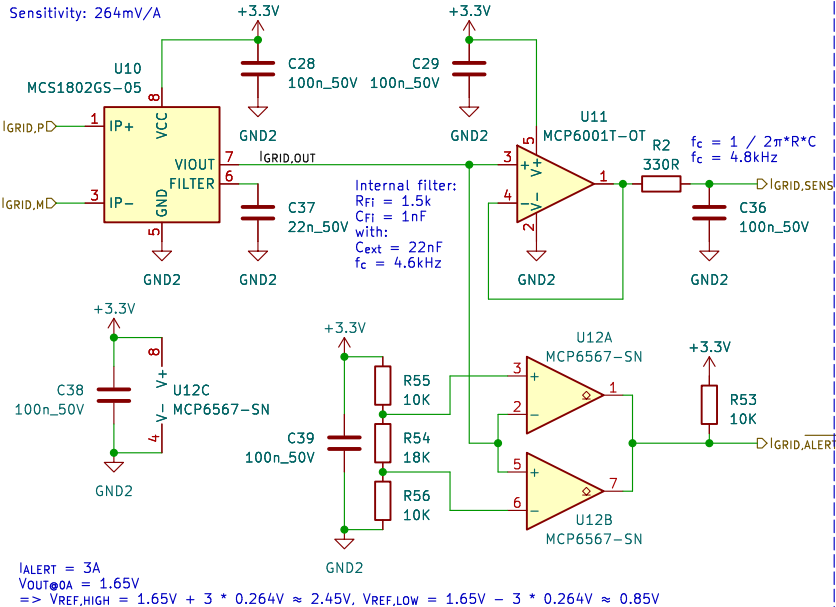 Sensitivity: 264mV/A
+3.3V
+3.3V
U10
MCS1802GS-05
C28
100n_50V
C29
100n_50V
GND2
GND2
8
VCC
IGRID,P
1
IP+
VIOUT
7
IGRID,OUT
FILTER
6
IGRID,M
3
IP-
GND
5
GND2
C37
22n_50V
GND2
Internal filter:
RFi = 1.5k
CFi = 1nF
with:
Cext = 22nF
fc = 4.6kHz
U11
MCP6001T-OT
5
V+
3
+
4
-
V-
2
1
GND2
R2
330R
fc = 1 / 2π*R*C
fc = 4.8kHz
IGRID,SENS
C36
100n_50V
GND2
+3.3V
C38
100n_50V
8
V+
V-
4
U12C
MCP6567-SN
GND2
+3.3V
R55
10K
R54
18K
R56
10K
C39
100n_50V
GND2
U12A
MCP6567-SN
3
+
2
-
1
5
+
6
-
7
U12B
MCP6567-SN
+3.3V
R53
10K
IGRID,ALERT
IALERT = 3A
VOUT@0A = 1.65V
=> VREF,HIGH = 1.65V + 3 * 0.264V ≈ 2.45V, VREF,LOW = 1.65V - 3 * 0.264V ≈ 0.85V